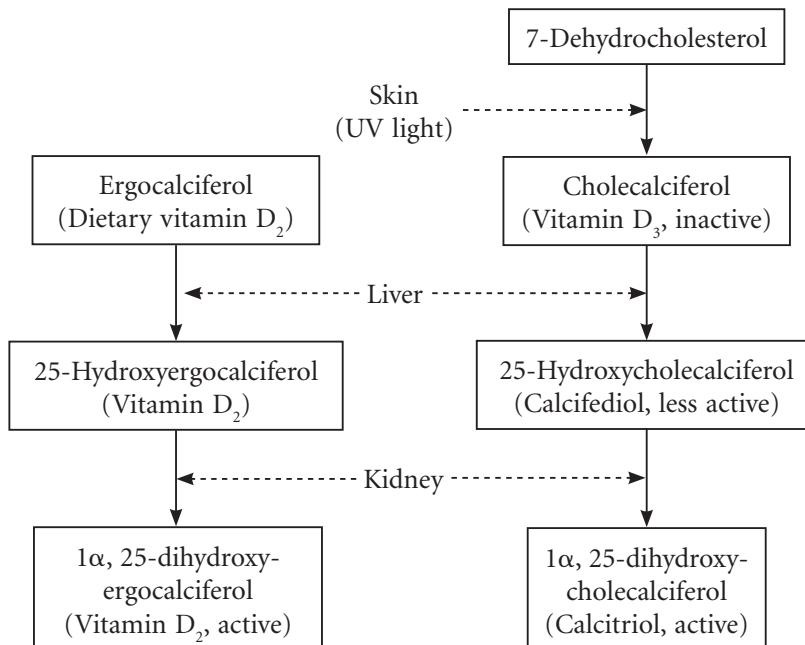 7-Dehydrocholesterol
Skin
(UV light)
Ergocalciferol
(Dietary vitamin D₂)
Cholecalciferol
(Vitamin D₃, inactive)
Liver
25-Hydroxyergocalciferol
(Vitamin D₂)
25-Hydroxycholecalciferol
(Calcifediol, less active)
Kidney
1α, 25-dihydroxy-
ergocalciferol
(Vitamin D₂, active)
1α, 25-dihydroxy-
cholecalciferol
(Calcitriol, active)